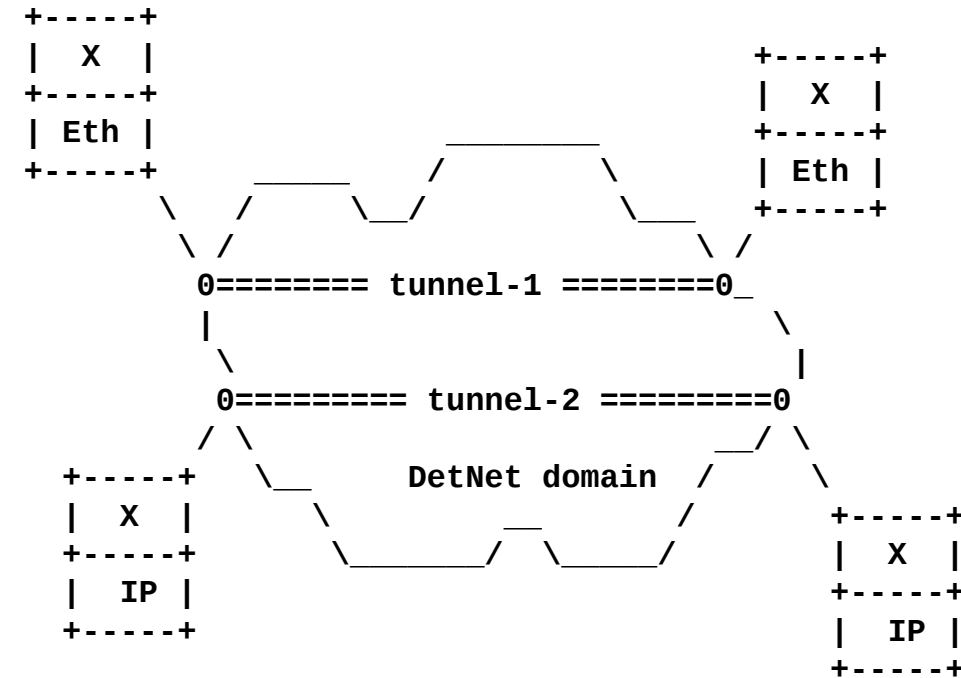 X
X
Eth
Eth
tunnel-1
tunnel-2
DetNet domain
X
X
IP
IP